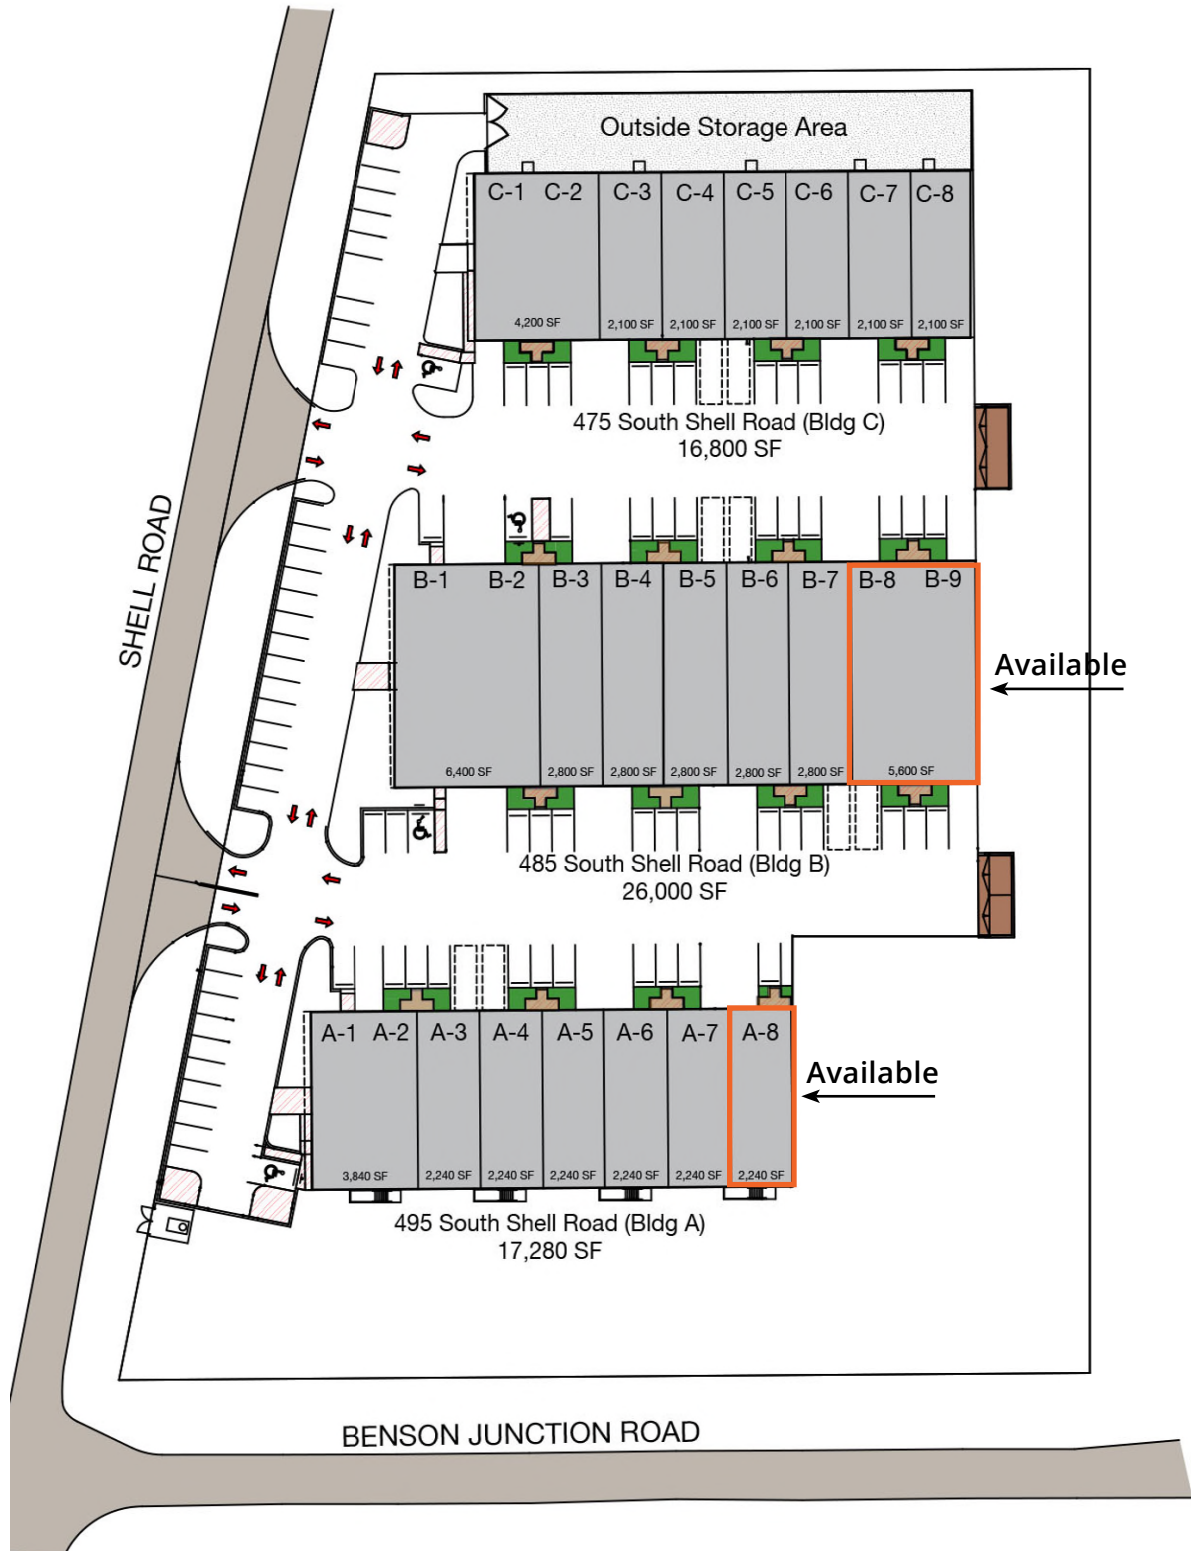 Outside Storage Area
C-1 C-2 C-3 C-4 C-5 C-6 C-7 C-8
4,200 SF 2,100 SF 2,100 SF 2,100 SF 2,100 SF 2,100 SF 2,100 SF
475 South Shell Road (Bldg C)
16,800 SF
SHELL ROAD
B-1 B-2 B-3 B-4 B-5 B-6 B-7 B-8 B-9
Available
6,400 SF 2,800 SF 2,800 SF 2,800 SF 2,800 SF 2,800 SF 5,600 SF
485 South Shell Road (Bldg B)
26,000 SF
A-1 A-2 A-3 A-4 A-5 A-6 A-7 A-8
Available
3,840 SF 2,240 SF 2,240 SF 2,240 SF 2,240 SF 2,240 SF 2,240 SF
495 South Shell Road (Bldg A)
17,280 SF
BENSON JUNCTION ROAD